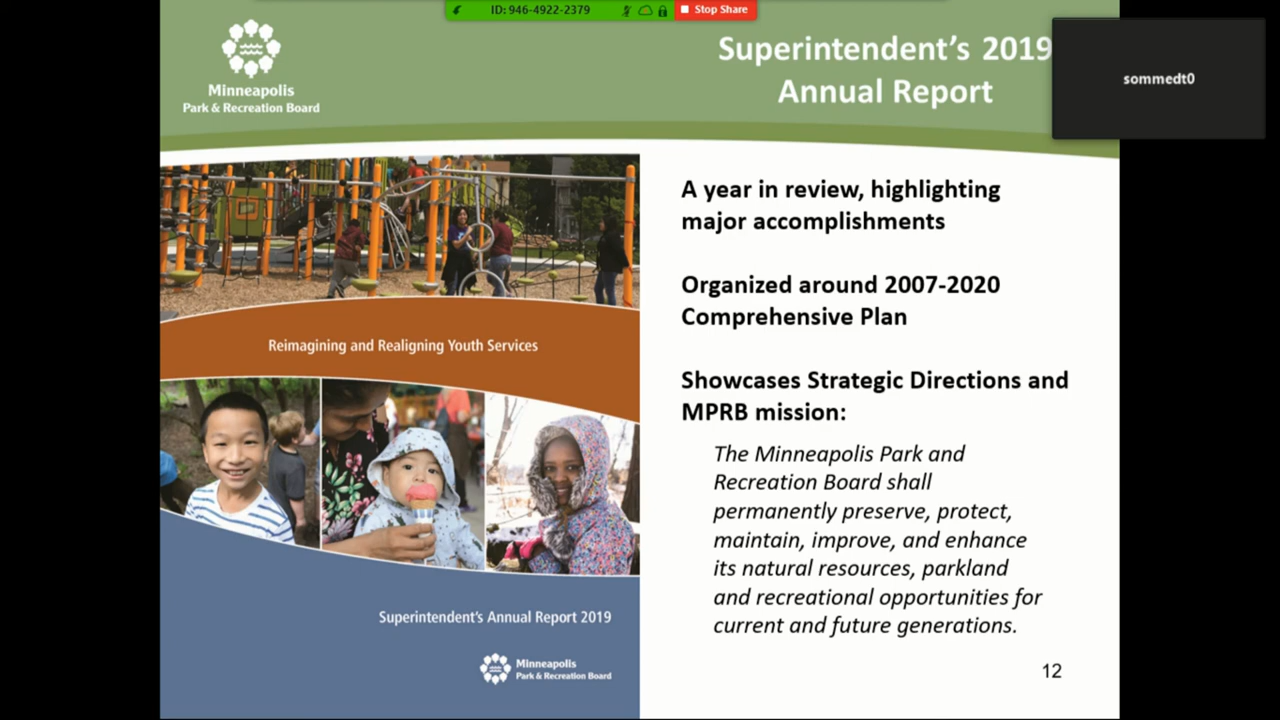 ID: 946-4922-2379
Stop Share
Minneapolis
Park & Recreation Board
Superintendent's 2019
Annual Report
sommedt0
A year in review, highlighting
major accomplishments
Organized around 2007-2020
Comprehensive Plan
Showcases Strategic Directions and
MPRB mission:
The Minneapolis Park and
Recreation Board shall
permanently preserve, protect,
maintain, improve, and enhance
its natural resources, parkland
and recreational opportunities for
current and future generations.
Reimagining and Realigning Youth Services
Superintendent's Annual Report 2019
Minneapolis
Park & Recreation Board
12